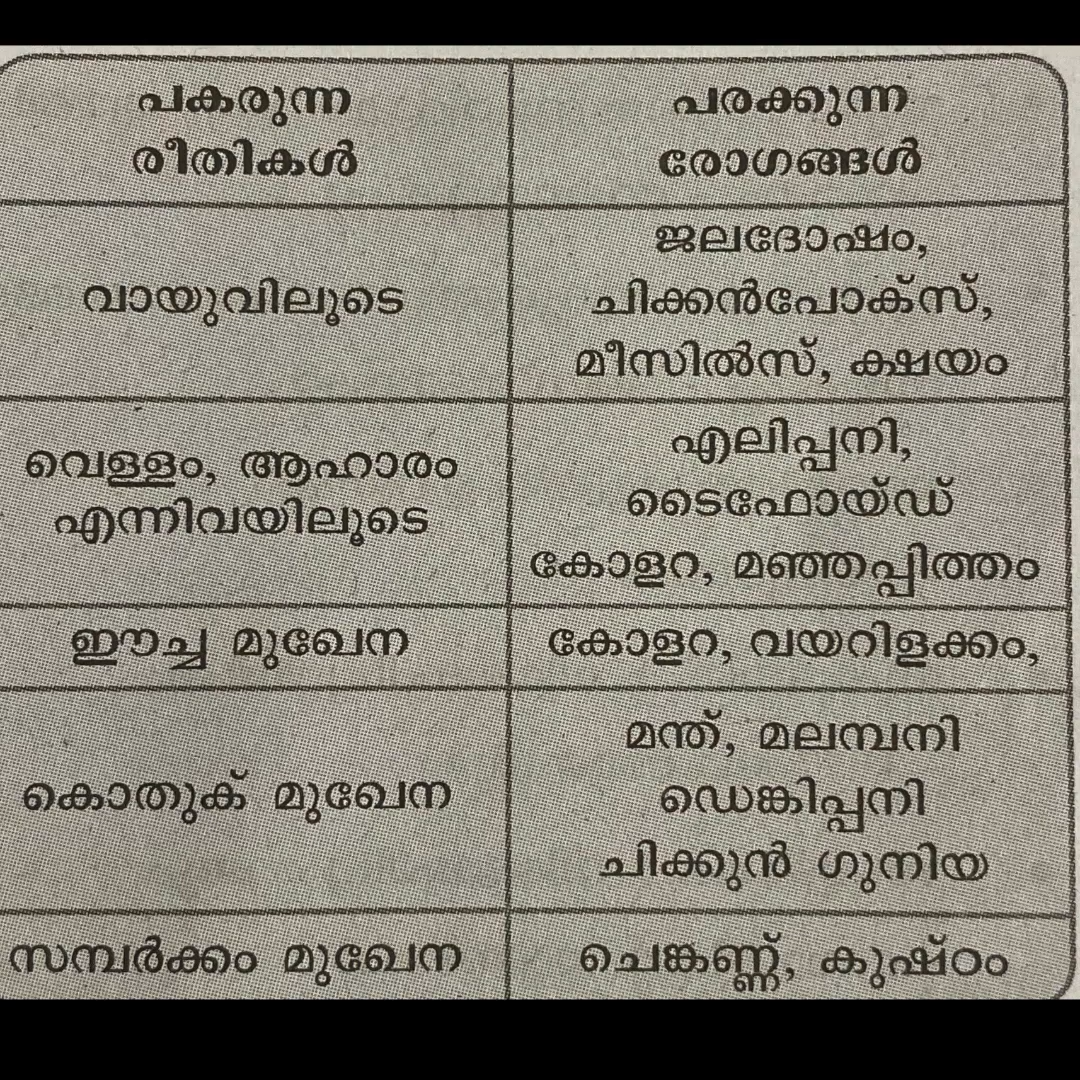 പകരുന്ന
രീതികൾ
പരക്കുന്ന
രോഗങ്ങൾ
വായുവിലൂടെ
ജലദോഷം,
ചിക്കൻപോക്സ്,
മീസിൽസ്, ക്ഷയം
വെള്ളം, ആഹാരം
എന്നിവയിലൂടെ
എലിപ്പനി,
ടൈഫോയ്ഡ്
കോളറ, മഞ്ഞപ്പിത്തം
ഈച്ച മുഖേന
കോളറ, വയറിളക്കം,
കൊതുക് മുഖേന
മന്ത്, മലമ്പനി
ഡെങ്കിപ്പനി
ചിക്കുൻ ഗുനിയ
സമ്പർക്കം മുഖേന
ചെങ്കണ്ണ്, കുഷ്ഠം